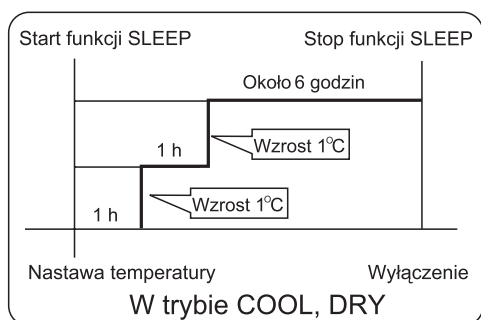 Start funkcji SLEEP
Stop funkcji SLEEP
Około 6 godzin
1 h
Wzrost 1°C
1 h
Wzrost 1°C
Nastawa temperatury
Wyłączenie
W trybie COOL, DRY